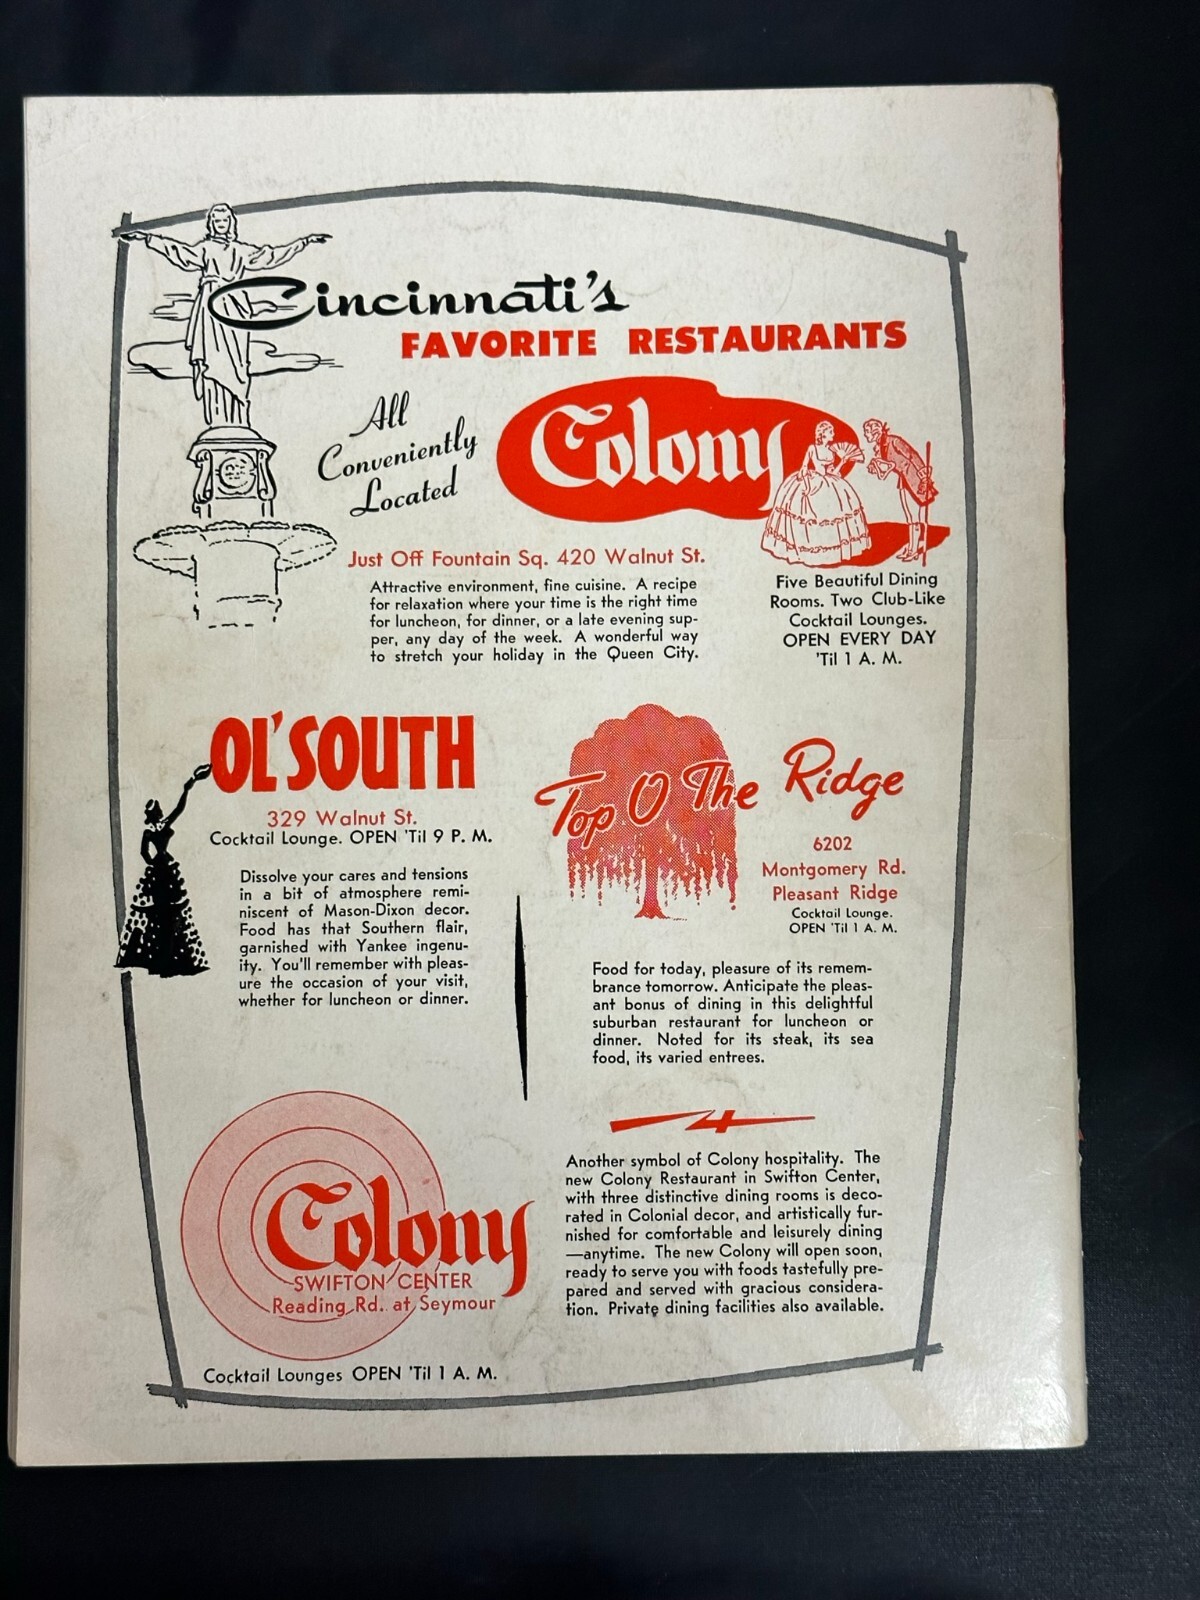 Cincinnati's
FAVORITE RESTAURANTS
All
Conveniently
Located
Colony
Just Off Fountain Sq. 420 Walnut St.
Attractive environment, fine cuisine. A recipe
for relaxation where your time is the right time
for luncheon, for dinner, or a late evening sup-
per, any day of the week. A wonderful way
to stretch your holiday in the Queen City.
Five Beautiful Dining
Rooms. Two Club-Like
Cocktail Lounges.
OPEN EVERY DAY
'Til 1 A. M.
OL' SOUTH
329 Walnut St.
Cocktail Lounge. OPEN 'Til 9 P. M.
Dissolve your cares and tensions
in a bit of atmosphere remi-
niscent of Mason-Dixon decor.
Food has that Southern flair,
garnished with Yankee ingenu-
ity. You'll remember with pleas-
ure the occasion of your visit,
whether for luncheon or dinner.
Top O The Ridge
6202
Montgomery Rd.
Pleasant Ridge
Cocktail Lounge.
OPEN 'Til 1 A. M.
Food for today, pleasure of its remem-
brance tomorrow. Anticipate the pleas-
ant bonus of dining in this delightful
suburban restaurant for luncheon or
dinner. Noted for its steak, its sea
food, its varied entrees.
Colony
SWIFTON CENTER
Reading Rd. at Seymour
Cocktail Lounges OPEN 'Til 1 A. M.
Another symbol of Colony hospitality. The
new Colony Restaurant in Swifton Center,
with three distinctive dining rooms is deco-
rated in Colonial decor, and artistically fur-
nished for comfortable and leisurely dining
—anytime. The new Colony will open soon,
ready to serve you with foods tastefully pre-
pared and served with gracious considera-
tion. Private dining facilities also available.